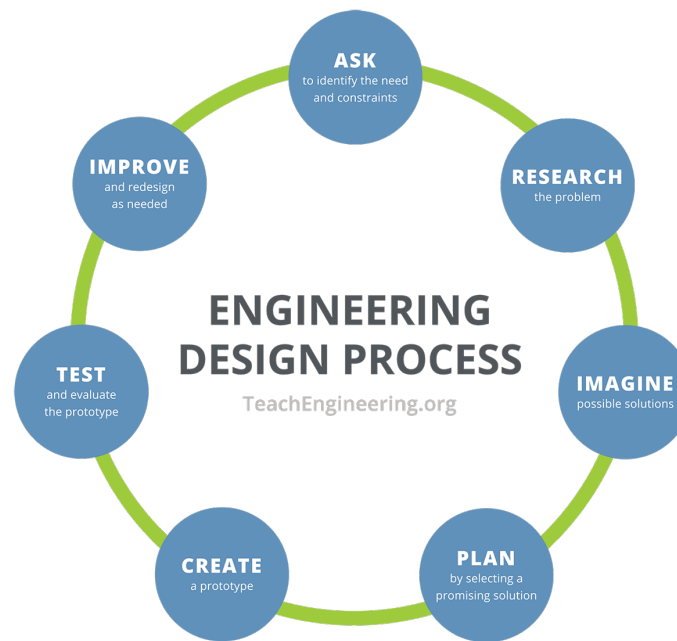 ASK
to identify the need
and constraints
RESEARCH
the problem
IMAGINE
possible solutions
PLAN
by selecting a
promising solution
CREATE
a prototype
TEST
and evaluate
the prototype
IMPROVE
and redesign
as needed
ENGINEERING
DESIGN PROCESS
TeachEngineering.org